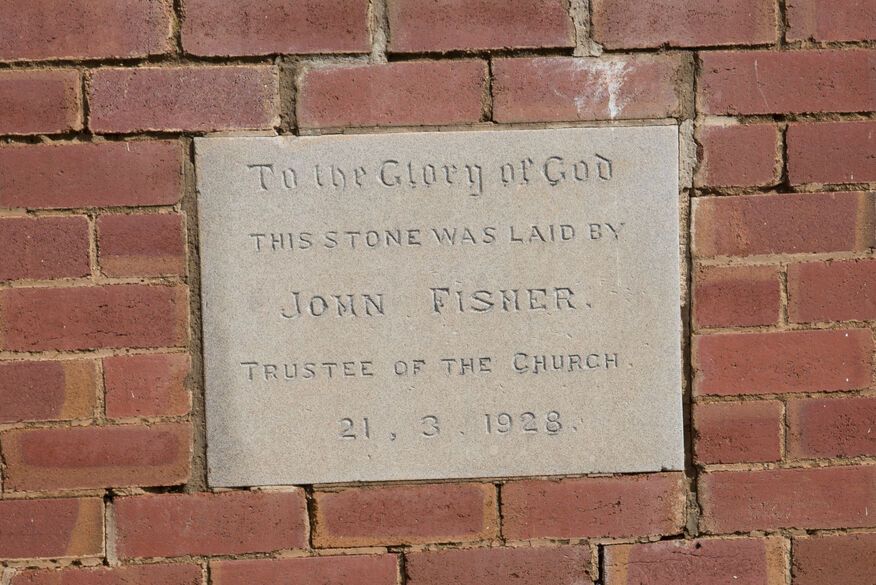 To the Glory of God
THIS STONE WAS LAID BY
JOHN FISHER.
TRUSTEE OF THE CHURCH.
21, 3. 1928.